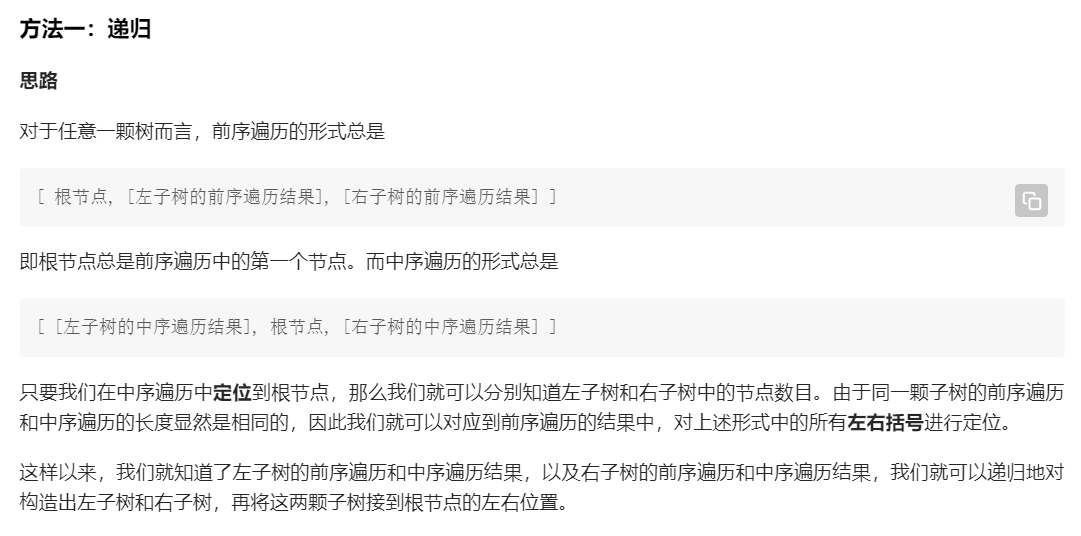 方法一：递归
思路
对于任意一颗树而言，前序遍历的形式总是
[ 根节点, [左子树的前序遍历结果], [右子树的前序遍历结果] ]
即根节点总是前序遍历中的第一个节点。而中序遍历的形式总是
[ [左子树的中序遍历结果], 根节点, [右子树的中序遍历结果] ]
只要我们在中序遍历中定位到根节点，那么我们就可以分别知道左子树和右子树中的节点数目。由于同一颗子树的前序遍历
和中序遍历的长度显然是相同的，因此我们就可以对应到前序遍历的结果中，对上述形式中的所有左右括号进行定位。
这样以来，我们就知道了左子树的前序遍历和中序遍历结果，以及右子树的前序遍历和中序遍历结果，我们就可以递归地对
构造出左子树和右子树，再将这两颗子树接到根节点的左右位置。